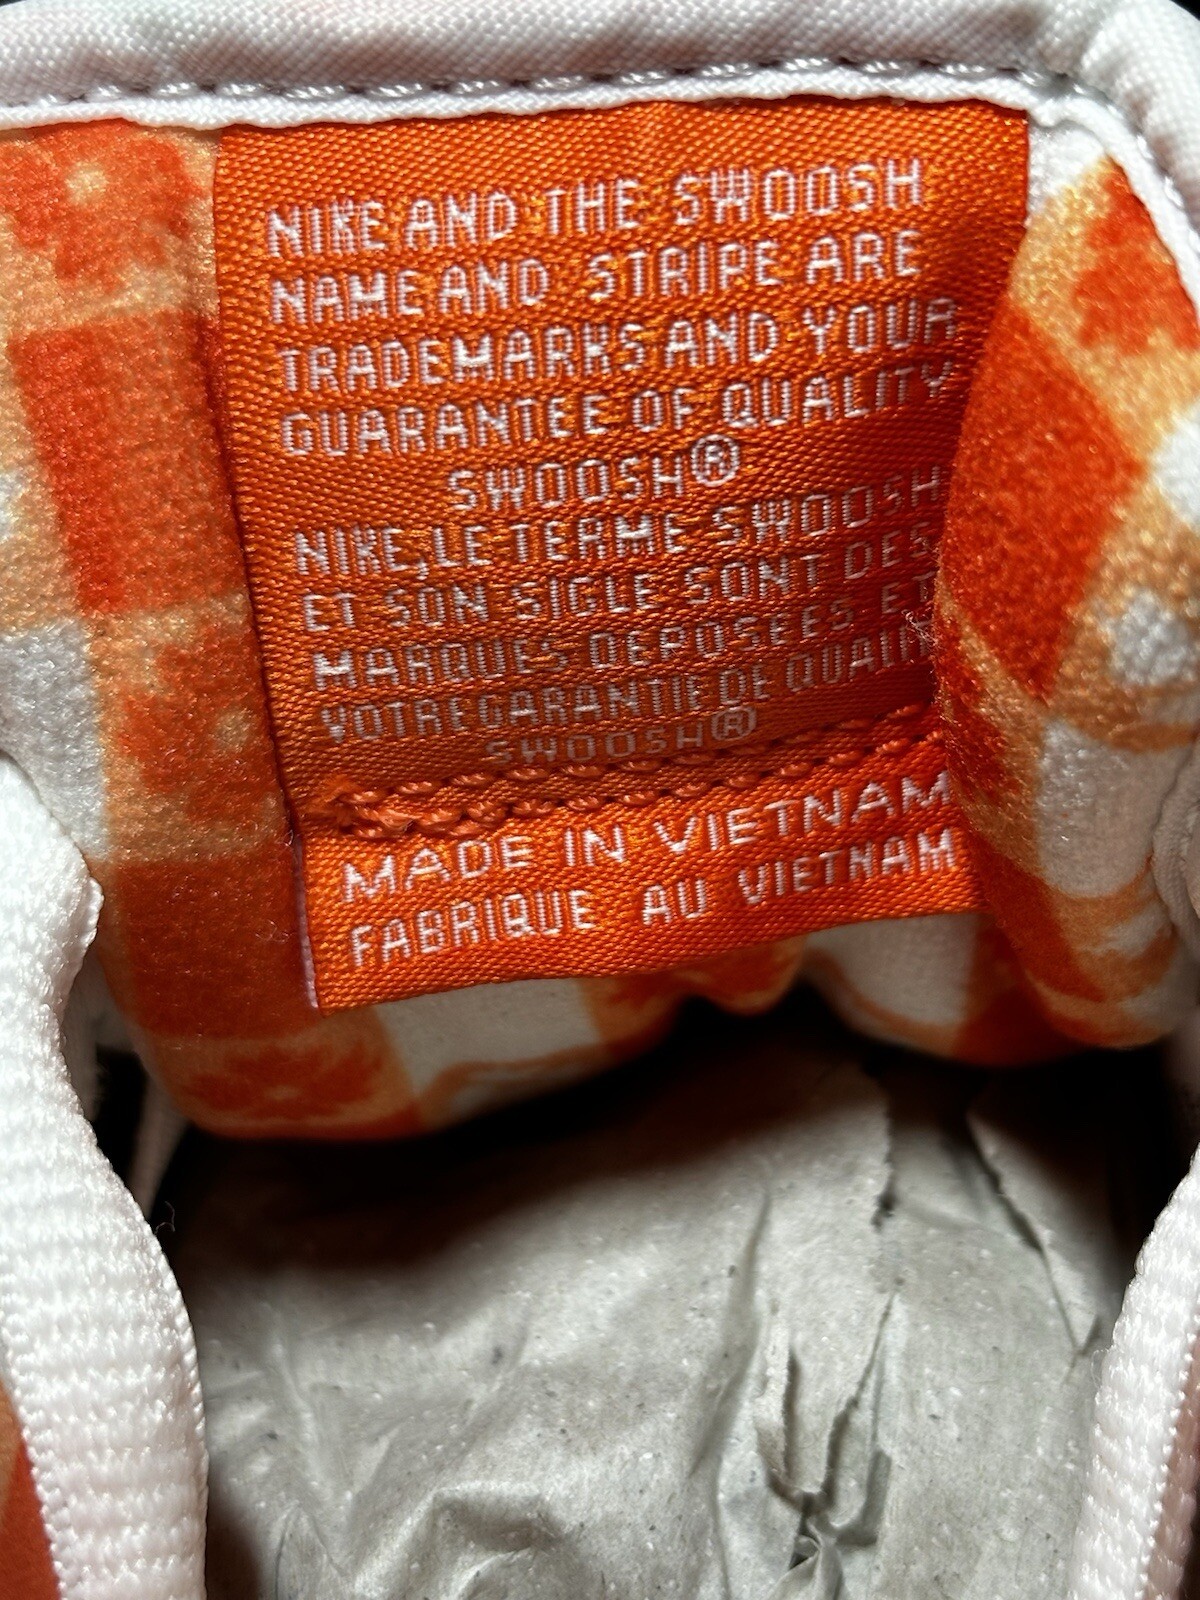 NIKE AND THE SWOOSH
NAME AND STRIPE ARE
TRADEMARKS AND YOUR
GUARANTEE OF QUALITY
SWOOSH®
NIKE, LE TERME SWOOSH
ET SON SIGLE SONT DES
MARQUES DEPOSEES ET
VOTRE GARANTIE DE QUALIT
SWOOSH®
MADE IN VIETNAM
FABRIQUE AU VIETNAM